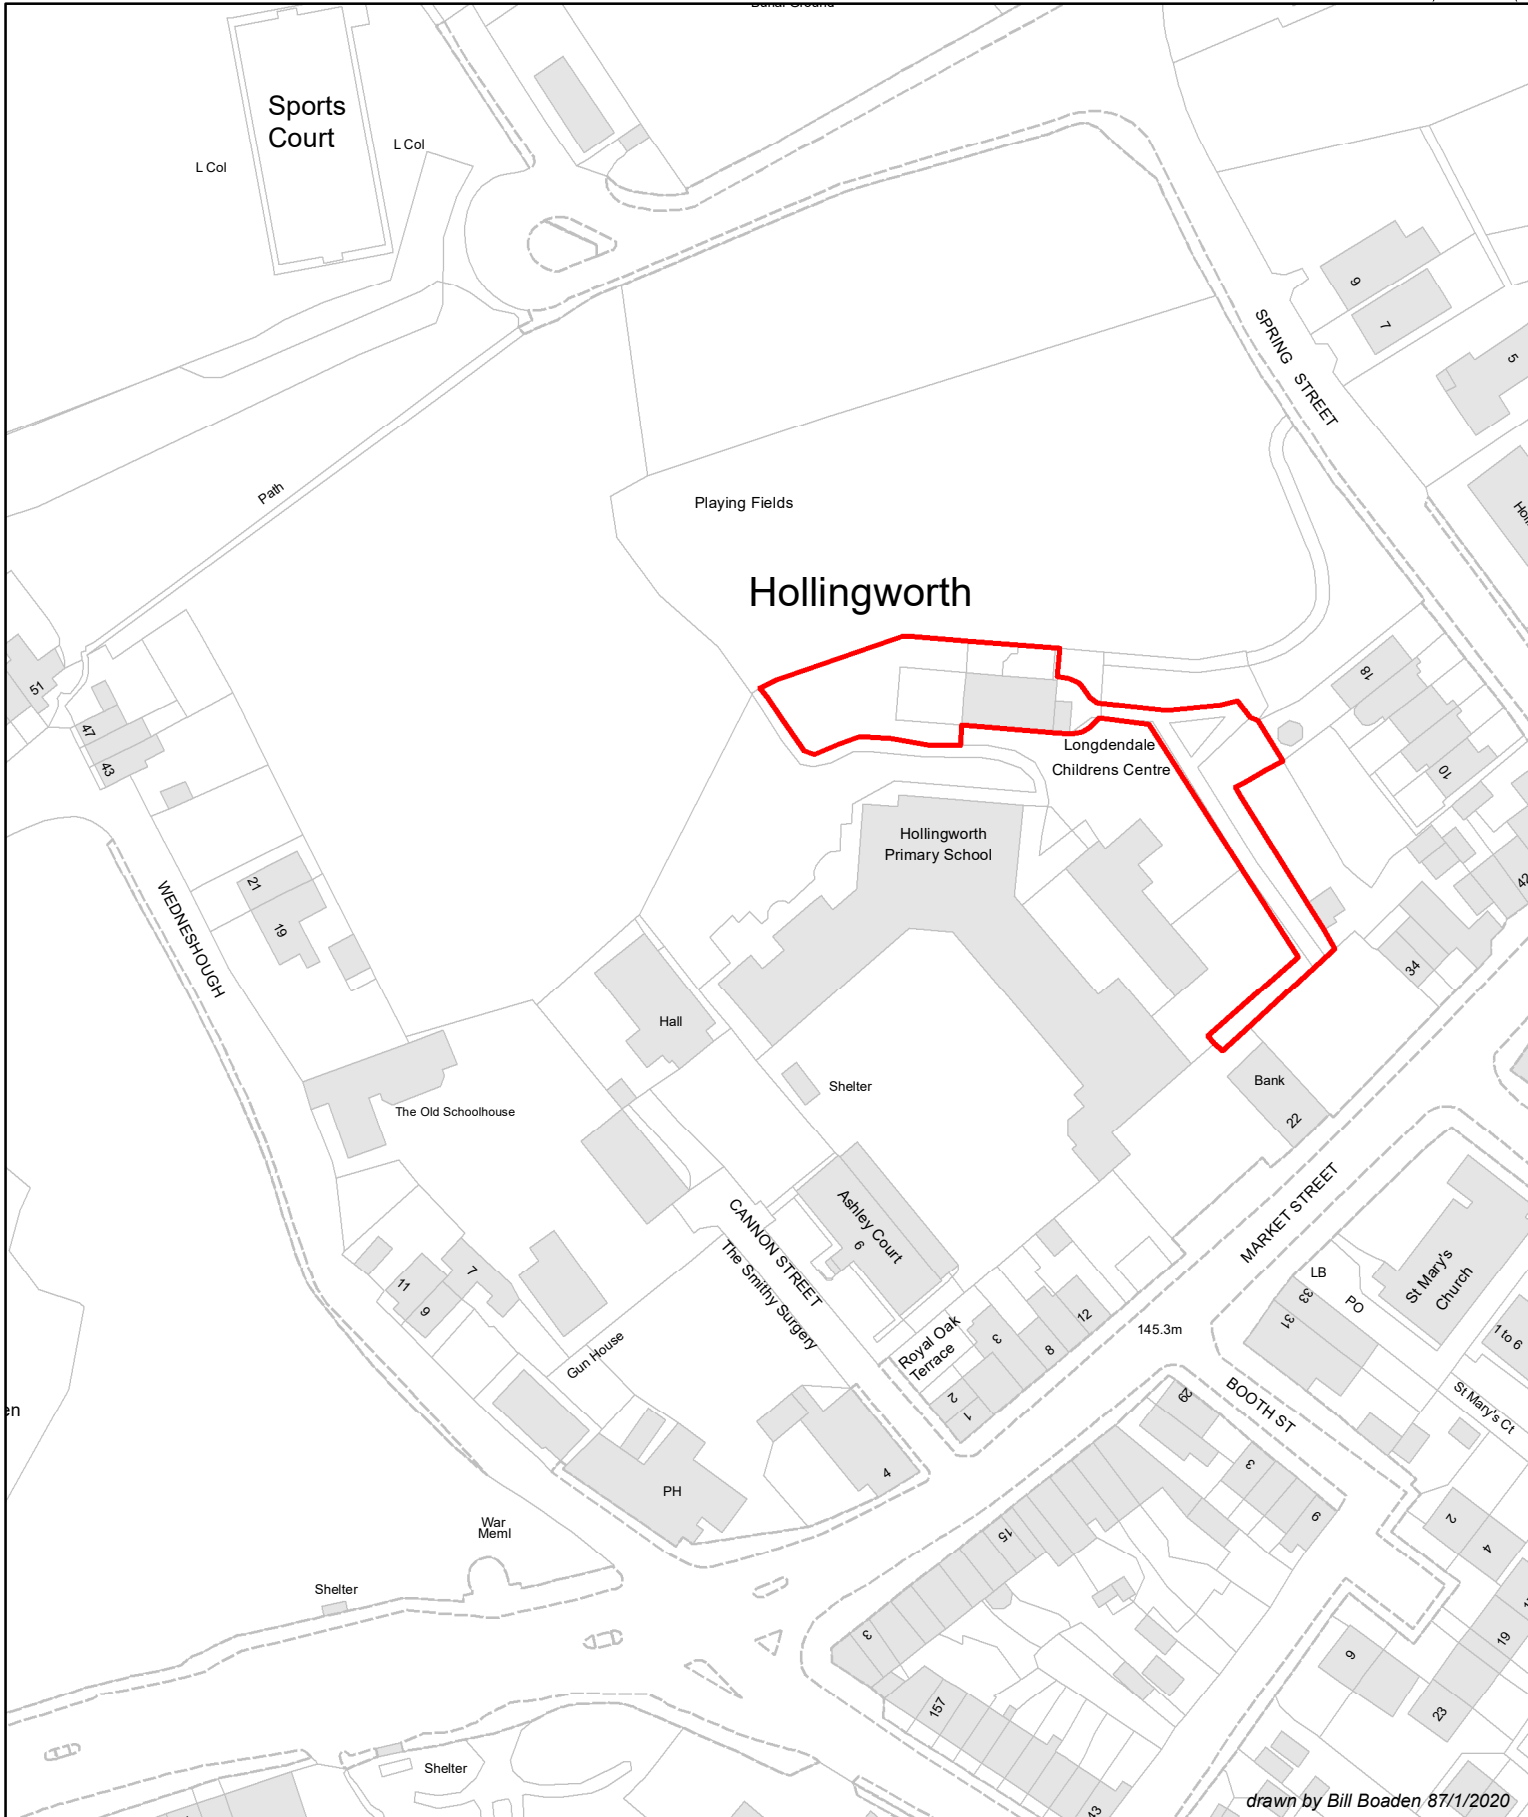 Burial Ground
Sports
Court
L Col
L Col
9
7
5
SPRING STREET
Path
Playing Fields
Hollingworth
51
47
43
18
10
Longdendale
Childrens Centre
Hollingworth
Primary School
21
19
WEDNESHOUGH
42
34
Hall
Shelter
Bank
22
The Old Schoolhouse
MARKET STREET
Ashley Court
6
CANNON STREET
The Smithy Surgery
St Mary's
Church
LB
PO
33
31
11
9
7
Gun House
Royal Oak
Terrace
3
12
8
2
1
145.3m
1 to 6
St Mary's Ct
BOOTH ST
29
3
9
en
4
PH
War
Meml
15
2
4
Shelter
3
157
9
19
23
Shelter
43
drawn by Bill Boaden 87/1/2020